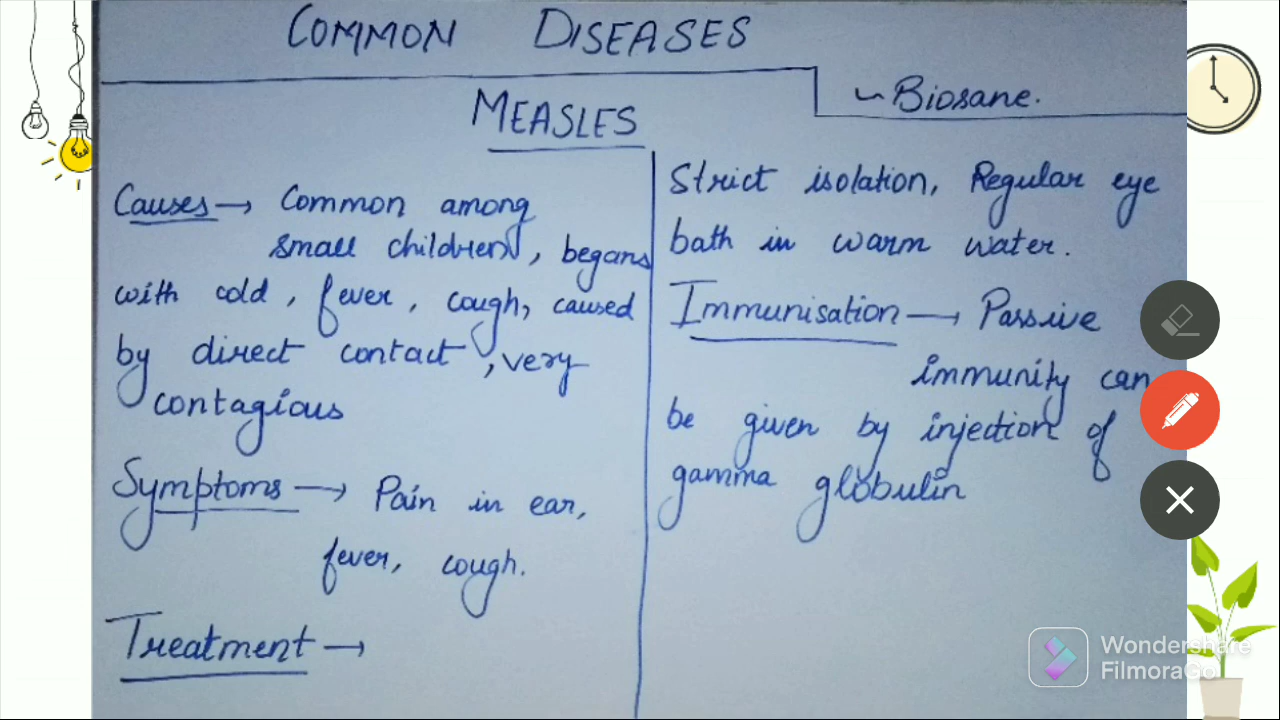 COMMON DISEASES
~ Biosane.
MEASLES
Causes → Common among
small children, begans
with cold, fever, cough, caused
by direct contact, very
contagious
Symptoms → Pain in ear,
fever, cough.
Treatment →
Strict isolation, Regular eye
bath in warm water.
Immunisation → Passive
immunity can
be given by injection of
gamma globulin
Wondershare
FilmoraGo